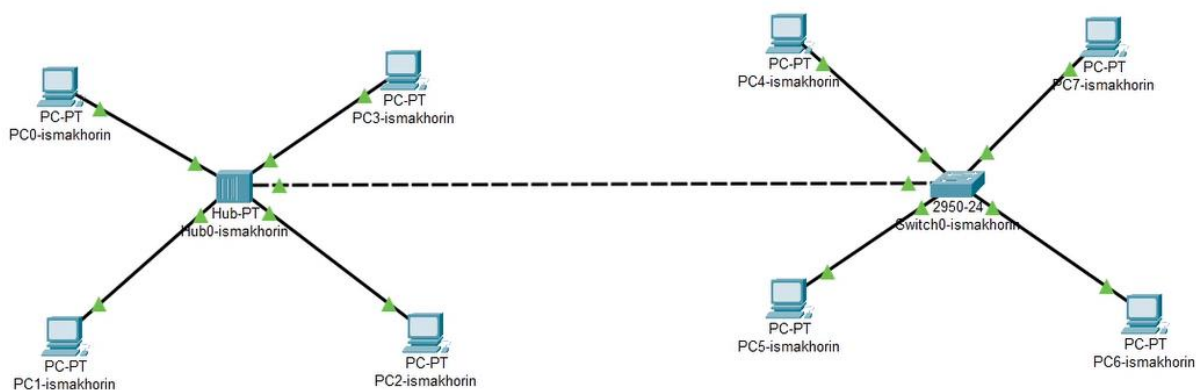 PC-PT
PC0-ismakhorin
PC-PT
PC3-ismakhorin
Hub-PT
Hub0-ismakhorin
PC-PT
PC1-ismakhorin
PC-PT
PC2-ismakhorin
PC-PT
PC4-ismakhorin
PC-PT
PC7-ismakhorin
2950-24
Switch0-ismakhorin
PC-PT
PC5-ismakhorin
PC-PT
PC6-ismakhorin